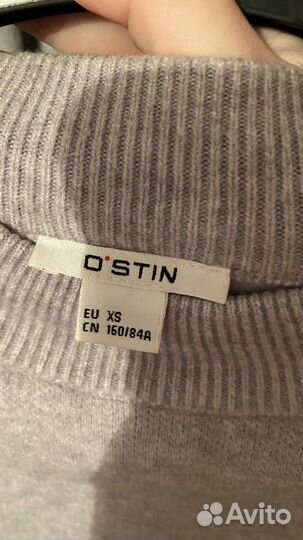 O'STIN
EU XS
CN 160/84A
Avito